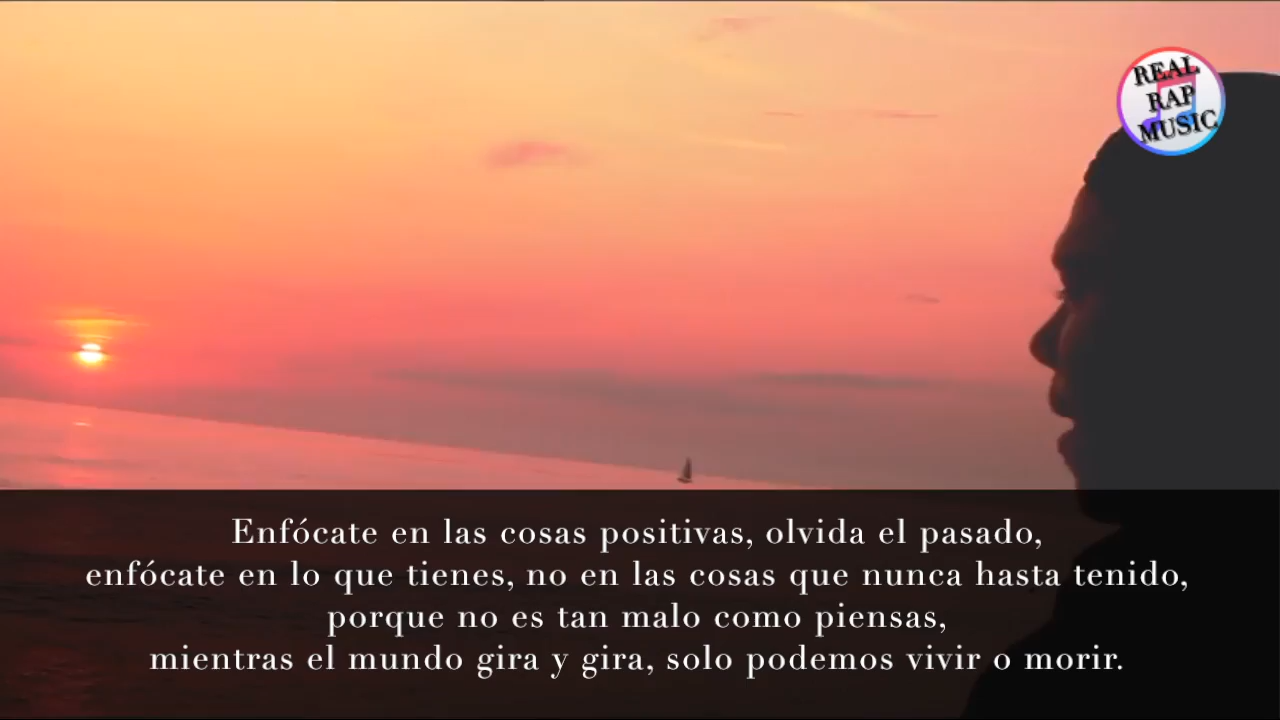 REAL
RAP
MUSIC
Enfócate en las cosas positivas, olvida el pasado,
enfócate en lo que tienes, no en las cosas que nunca hasta tenido,
porque no es tan malo como piensas,
mientras el mundo gira y gira, solo podemos vivir o morir.